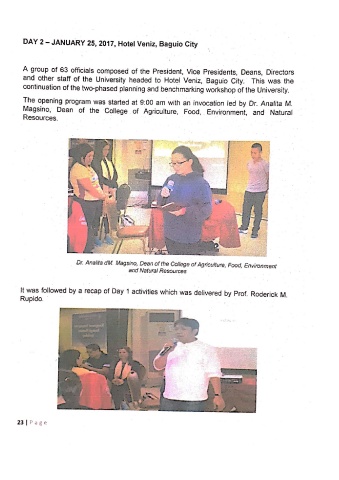 DAY 2 – JANUARY 25, 2017, Hotel Veniz, Baguio City
A group of 63 officials composed of the President, Vice Presidents, Deans, Directors
and other staff of the University headed to Hotel Veniz, Baguio City. This was the
continuation of the two-phased planning and benchmarking workshop of the University.
The opening program was started at 9:00 am with an invocation led by Dr. Analita M.
Magsino, Dean of the College of Agriculture, Food, Environment, and Natural
Resources.
Dr. Analita dM. Magsino, Dean of the College of Agriculture, Food, Environment
and Natural Resources
It was followed by a recap of Day 1 activities which was delivered by Prof. Roderick M.
Rupido.
23 | Page